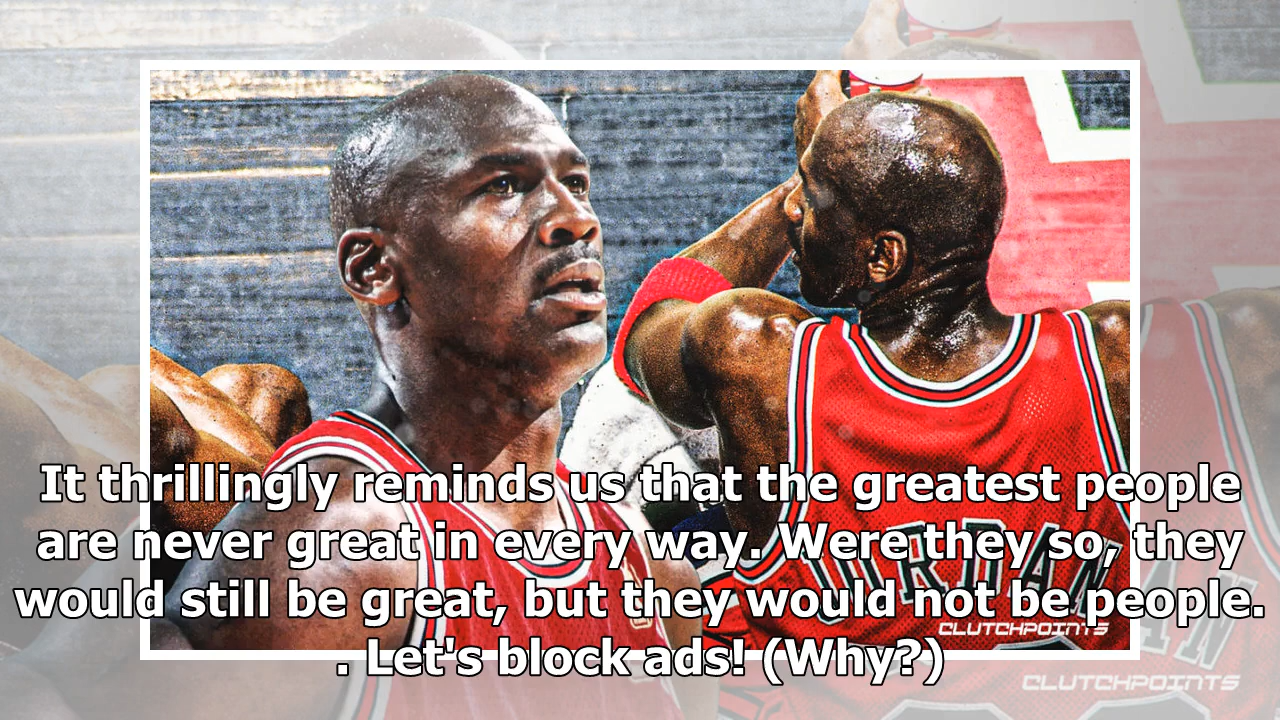 It thrillingly reminds us that the greatest people
are never great in every way. Were they so, they
would still be great, but they would not be people.
. Let's block ads! (Why?)
JORDAN
CLUTCHPOINTS
CLUTCHPOINTS